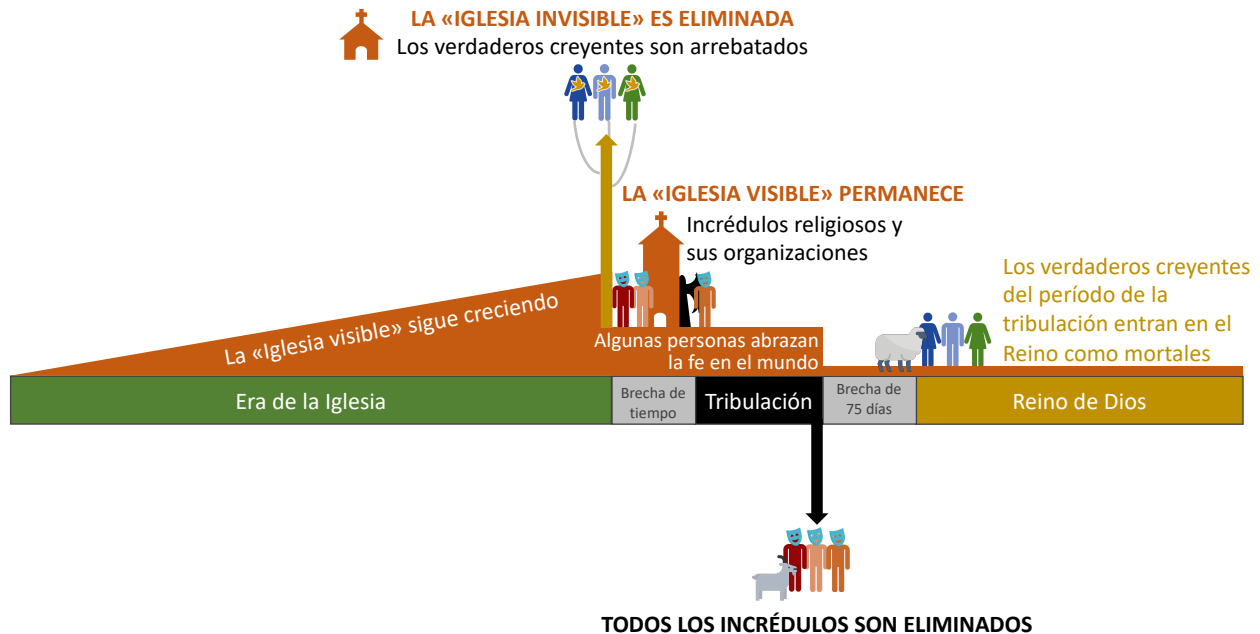 LA «IGLESIA INVISIBLE» ES ELIMINADA
Los verdaderos creyentes son arrebatados
LA «IGLESIA VISIBLE» PERMANECE
Incrédulos religiosos y
sus organizaciones
La «Iglesia visible» sigue creciendo
Algunas personas abrazan
la fe en el mundo
Los verdaderos creyentes
del período de la
tribulación entran en el
Reino como mortales
Era de la Iglesia
Brecha de
tiempo
Tribulación
Brecha de
75 días
Reino de Dios
TODOS LOS INCRÉDULOS SON ELIMINADOS